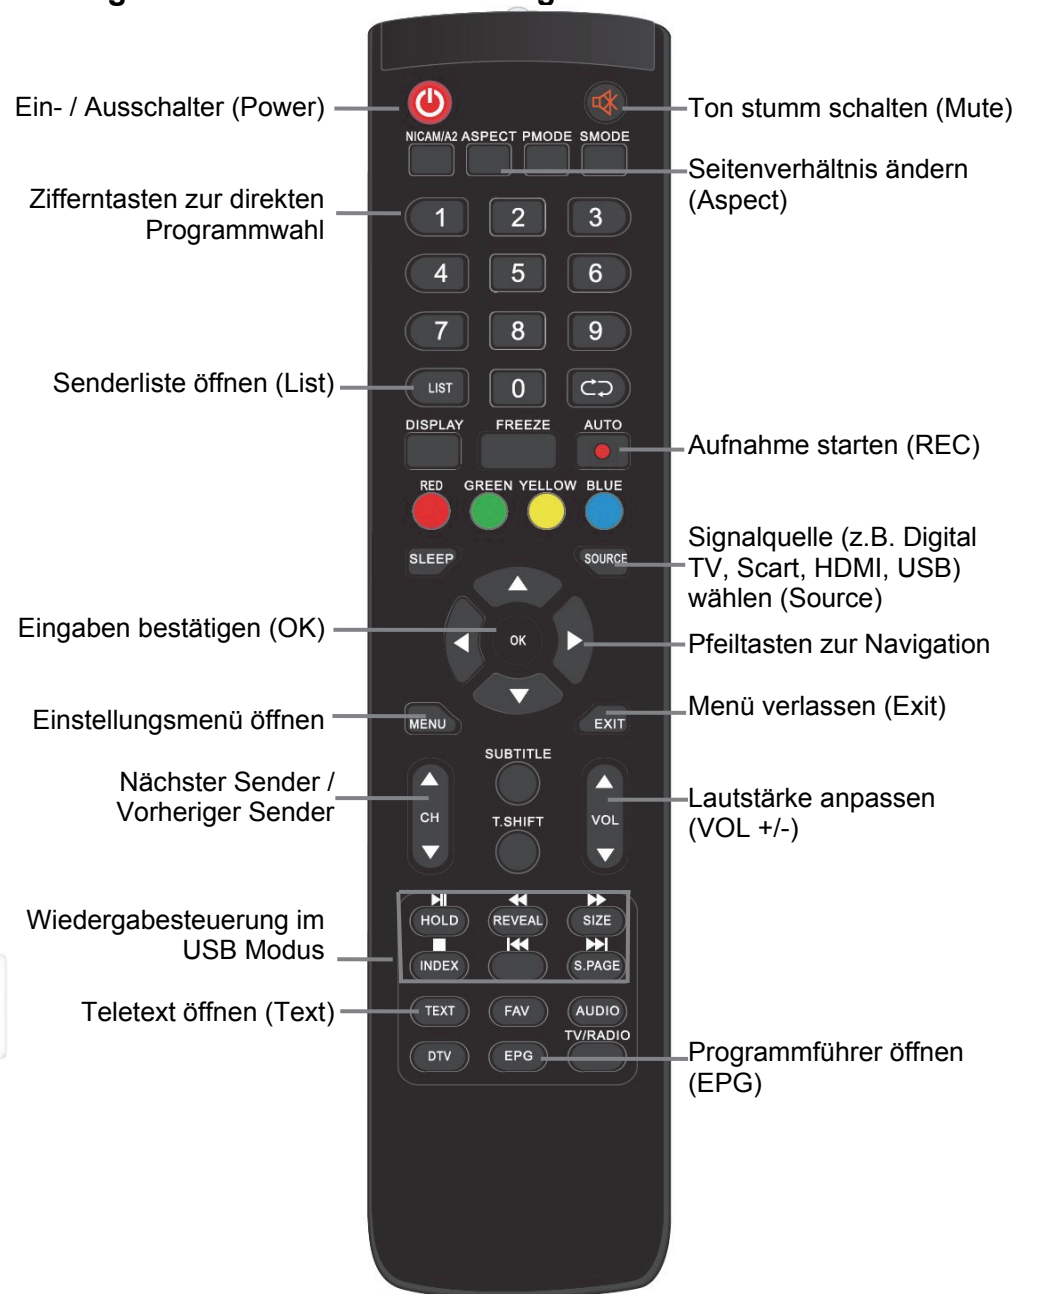 Ein- / Ausschalter (Power)
Ton stumm schalten (Mute)
NICAM/A2 ASPECT PMODE SMODE
Seitenverhältnis ändern
(Aspect)
Zifferntasten zur direkten
Programmwahl
1 2 3
4 5 6
7 8 9
Senderliste öffnen (List)
LIST 0
DISPLAY FREEZE AUTO
Aufnahme starten (REC)
RED GREEN YELLOW BLUE
SLEEP SOURCE
Signalquelle (z.B. Digital
TV, Scart, HDMI, USB)
wählen (Source)
Eingaben bestätigen (OK)
OK
Pfeiltasten zur Navigation
Einstellungsmenü öffnen
MENU EXIT
Menü verlassen (Exit)
SUBTITLE
Nächster Sender /
Vorheriger Sender
CH T.SHIFT VOL
Lautstärke anpassen
(VOL +/-)
Wiedergabesteuerung im
USB Modus
HOLD REVEAL SIZE
INDEX S.PAGE
Teletext öffnen (Text)
TEXT FAV AUDIO
TV/RADIO
DTV EPG
Programmführer öffnen
(EPG)